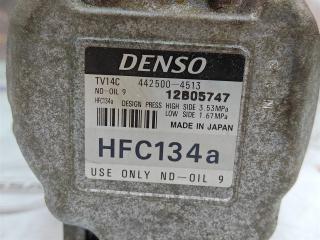 DENSO
TV14C 442500-4513
ND-OIL 9 12B05747
HFC134a DESIGN PRESS HIGH SIDE 3.53MPa
LOW SIDE 1.67MPa
MADE IN JAPAN
HFC134a
USE ONLY ND-OIL 9